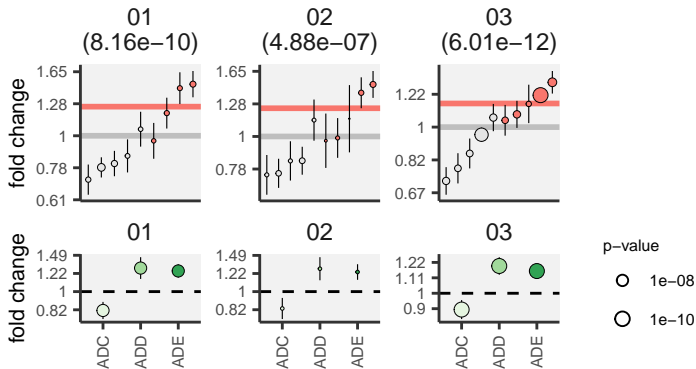 01
(8.16e−10)
02
(4.88e−07)
03
(6.01e−12)
fold change
1.65
1.28
1
0.78
0.61
1.65
1.28
1
0.78
1.22
1
0.82
0.67
01
02
03
fold change
1.49
1.22
1
0.82
1.49
1.22
1
0.82
1.22
1.11
1
0.9
ADC
ADD
ADE
ADC
ADD
ADE
ADC
ADD
ADE
p−value
1e−08
1e−10